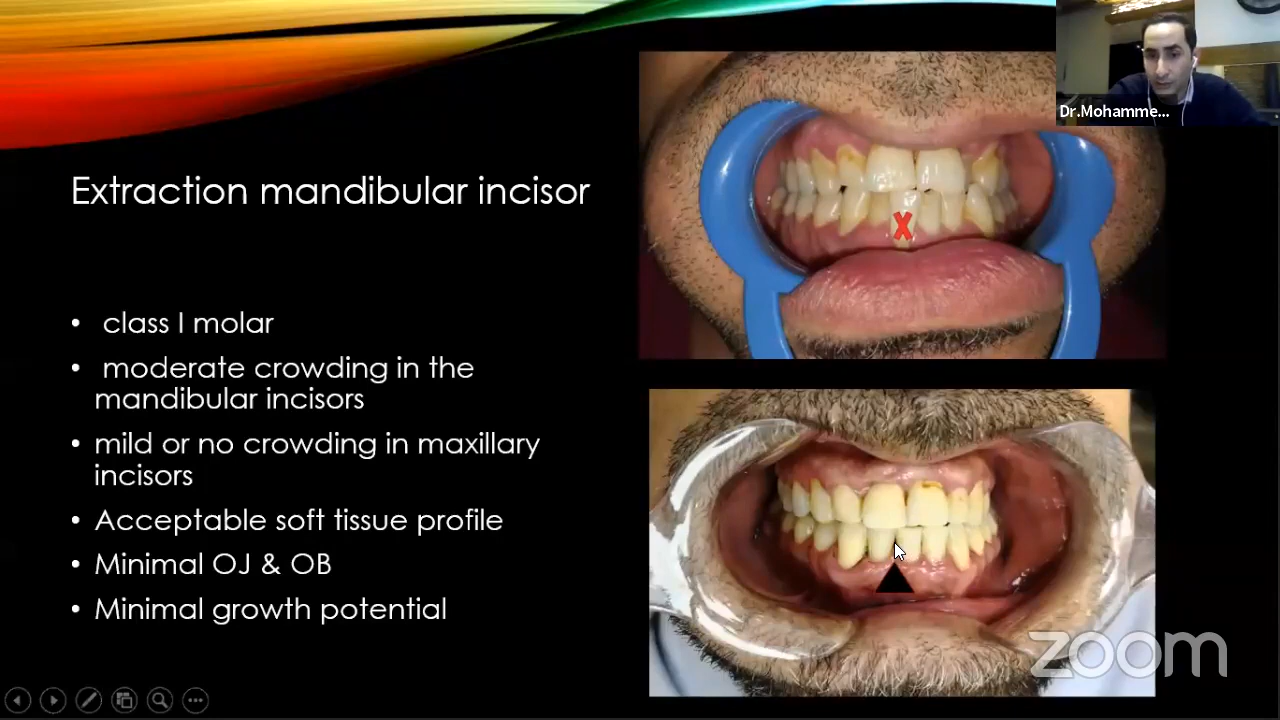 Dr.Mohamme...
Extraction mandibular incisor
• class I molar
• moderate crowding in the
mandibular incisors
• mild or no crowding in maxillary
incisors
• Acceptable soft tissue profile
• Minimal OJ & OB
• Minimal growth potential
X
zoom